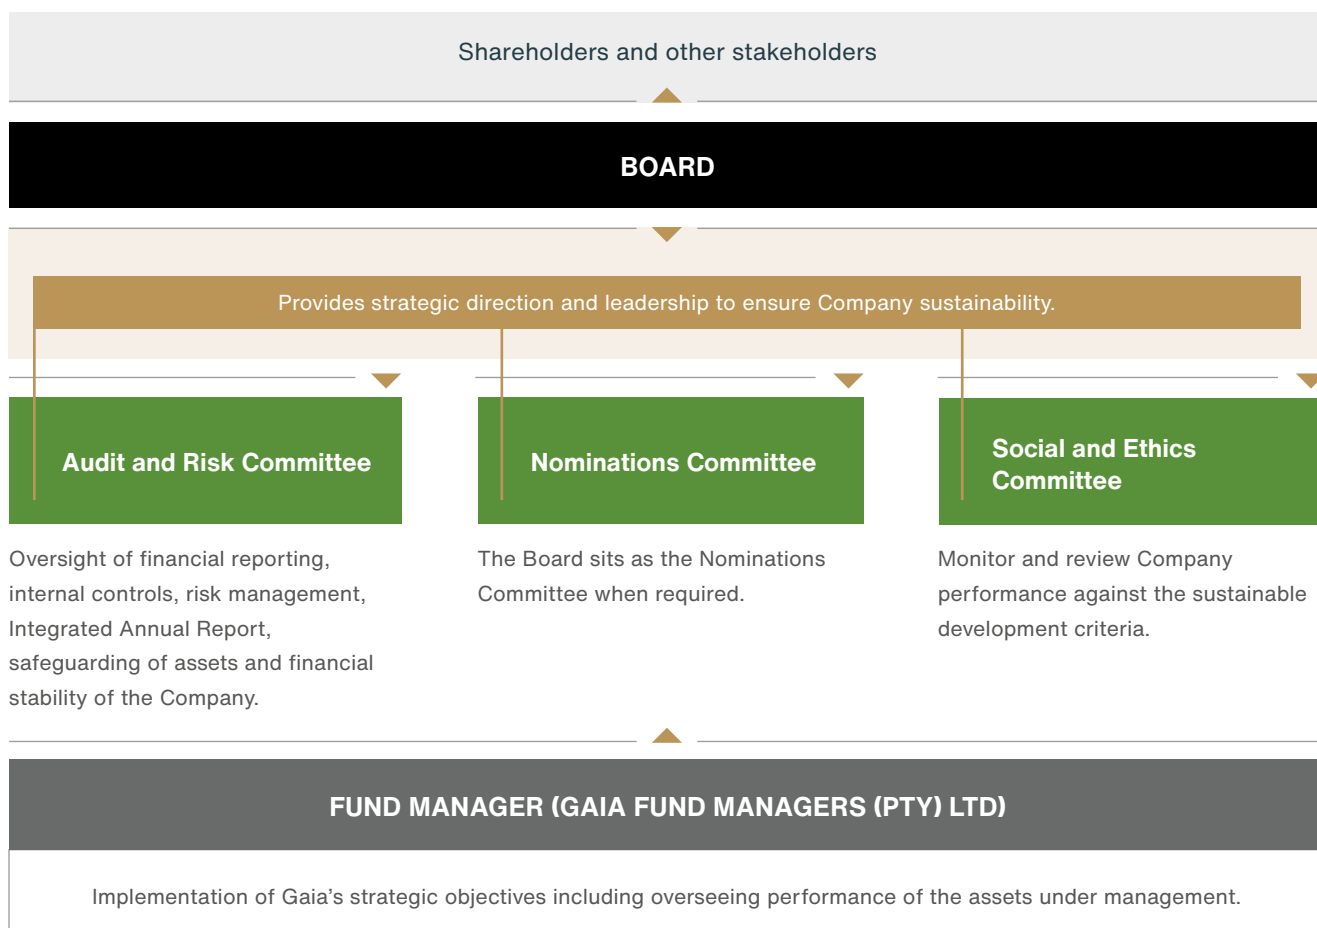 Shareholders and other stakeholders
BOARD
Provides strategic direction and leadership to ensure Company sustainability.
Audit and Risk Committee
Oversight of financial reporting,
internal controls, risk management,
Integrated Annual Report,
safeguarding of assets and financial
stability of the Company.
Nominations Committee
The Board sits as the Nominations
Committee when required.
Social and Ethics
Committee
Monitor and review Company
performance against the sustainable
development criteria.
FUND MANAGER (GAIA FUND MANAGERS (PTY) LTD)
Implementation of Gaia’s strategic objectives including overseeing performance of the assets under management.